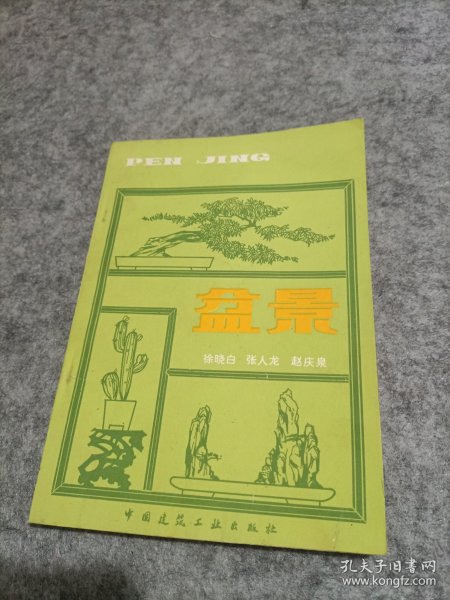 PEN JING
盆景
徐晓白 张人龙 赵庆泉
中国建筑工业出版社
孔夫子旧书网
www.kongfz.com